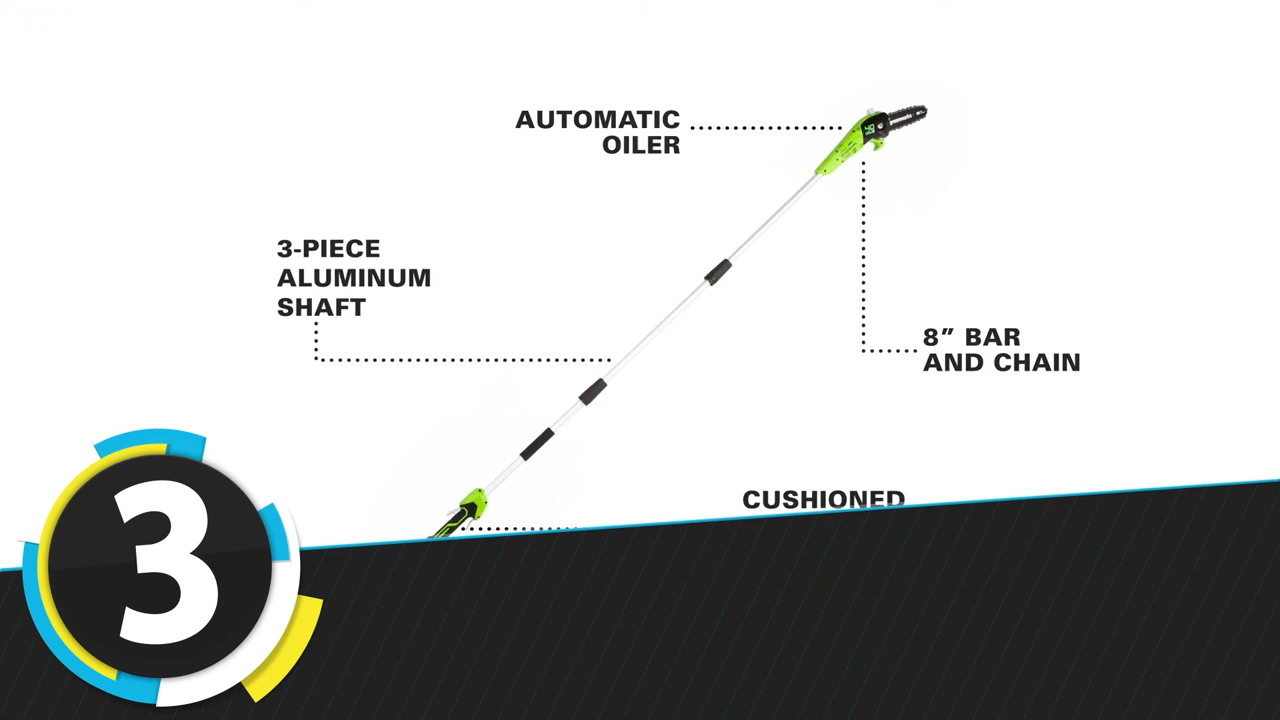 AUTOMATIC
OILER
3-PIECE
ALUMINUM
SHAFT
8” BAR
AND CHAIN
CUSHIONED
3